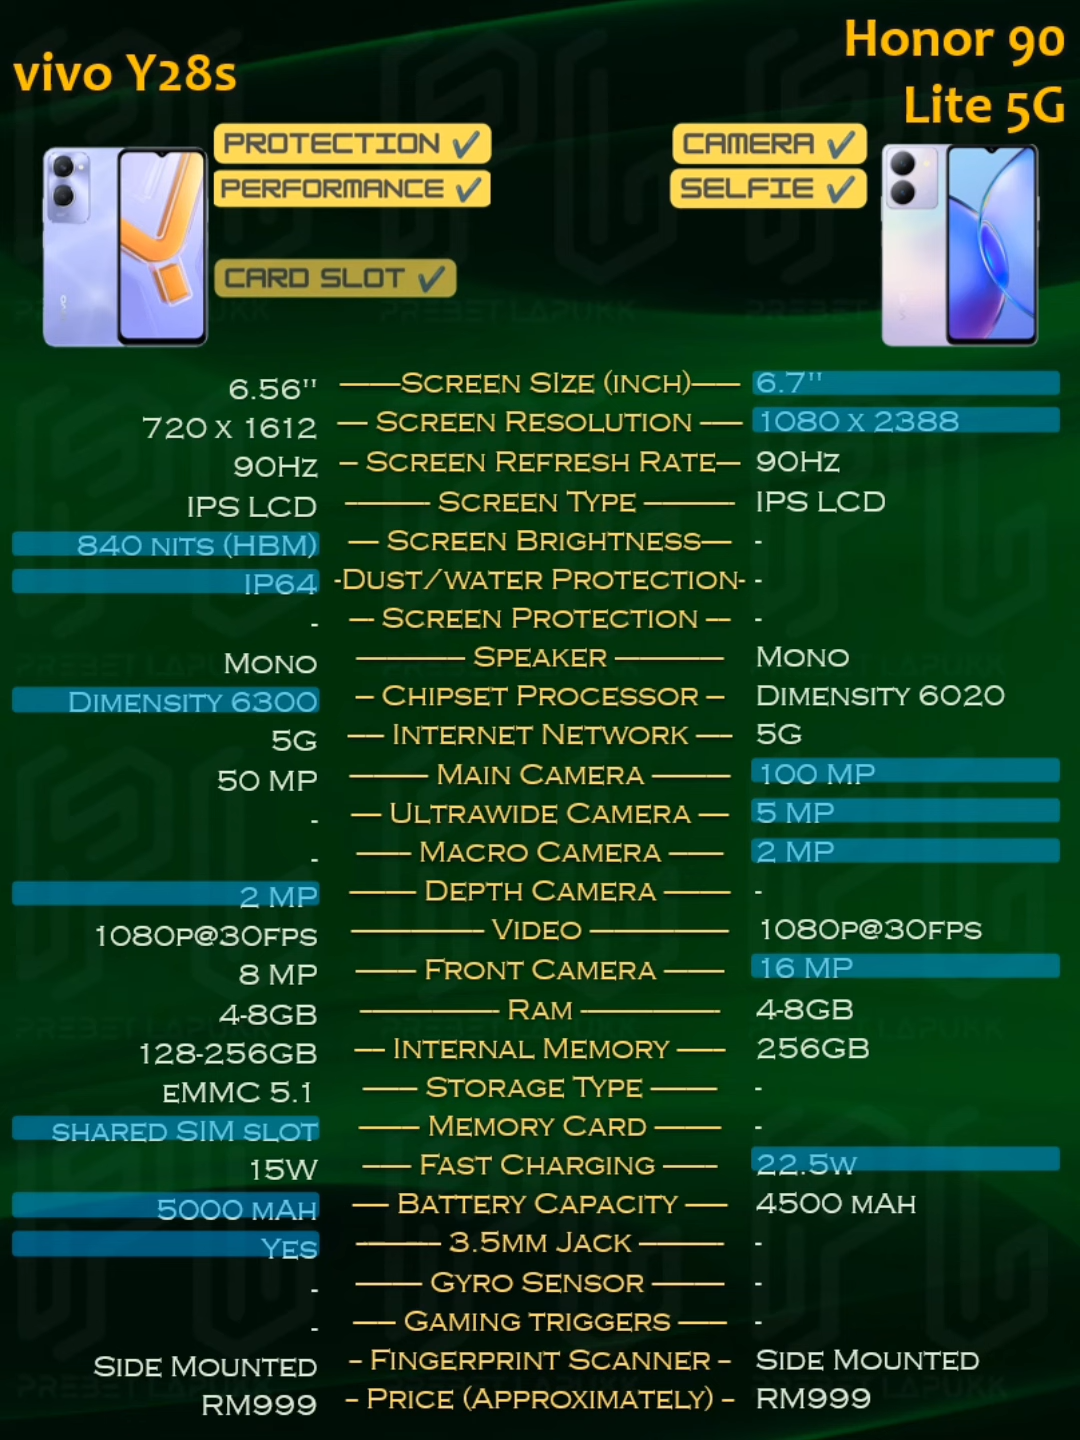 vivo Y28s
Honor 90
Lite 5G
PROTECTION ✔
PERFORMANCE ✔
CARD SLOT ✔
CAMERA ✔
SELFIE ✔
6.56" ——Screen Size (inch)—— 6.7"
720 x 1612 — Screen Resolution — 1080 x 2388
90Hz – Screen Refresh Rate— 90Hz
IPS LCD ——— Screen Type ——— IPS LCD
840 nits (HBM) — Screen Brightness— -
IP64 -Dust/water Protection- -
- — Screen Protection — -
Mono ———— Speaker ———— Mono
Dimensity 6300 – Chipset Processor – Dimensity 6020
5G — Internet Network — 5G
50 MP ——— Main Camera ——— 100 MP
- — Ultrawide Camera — 5 MP
- —— Macro Camera —— 2 MP
2 MP —— Depth Camera —— -
1080p@30fps ————— Video ————— 1080p@30fps
8 MP —— Front Camera —— 16 MP
4-8GB ————— Ram ————— 4-8GB
128-256GB — Internal Memory —— 256GB
eMMC 5.1 —— Storage Type —— -
shared SIM slot —— Memory Card —— -
15W —— Fast Charging —— 22.5w
5000 mAh — Battery Capacity — 4500 mAh
Yes ——— 3.5mm Jack ——— -
- —— Gyro Sensor —— -
- —— Gaming triggers —— -
Side Mounted – Fingerprint Scanner – Side Mounted
RM999 – Price (Approximately) – RM999
PREBET LAPUKK